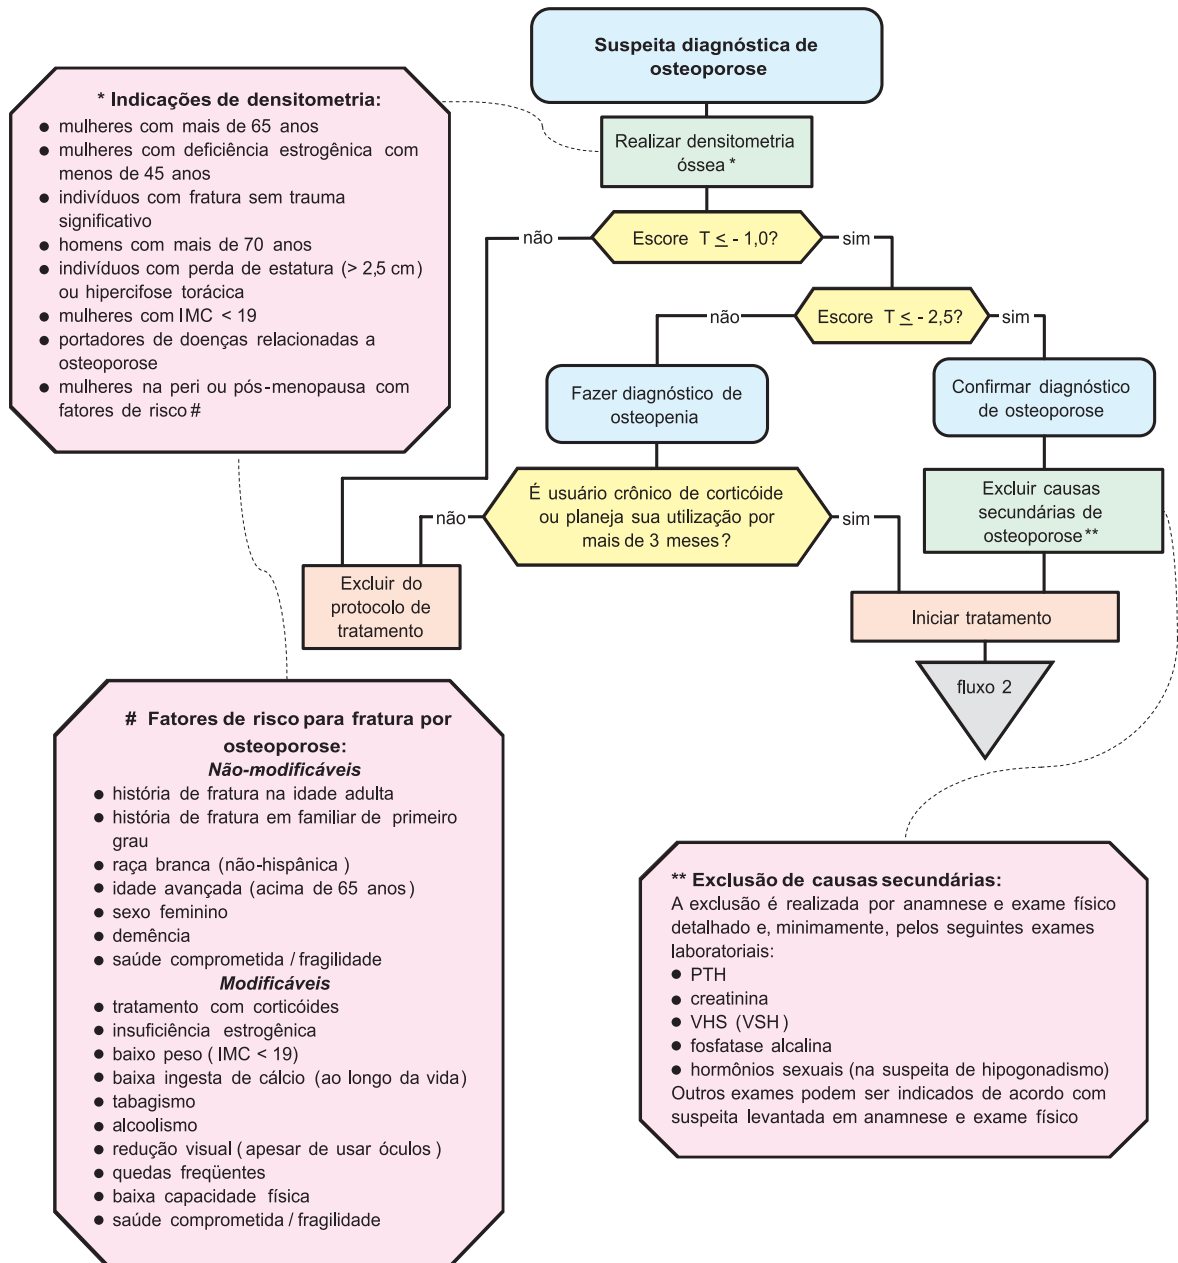 Suspeita diagnóstica de
osteoporose
* Indicações de densitometria:
● mulheres com mais de 65 anos
● mulheres com deficiência estrogênica com
menos de 45 anos
● indivíduos com fratura sem trauma
significativo
● homens com mais de 70 anos
● indivíduos com perda de estatura (> 2,5 cm)
ou hipercifose torácica
● mulheres com IMC < 19
● portadores de doenças relacionadas a
osteoporose
● mulheres na peri ou pós-menopausa com
fatores de risco #
Realizar densitometria
óssea *
não
Escore T ≤ - 1,0?
sim
não
Escore T ≤ - 2,5?
sim
Fazer diagnóstico de
osteopenia
Confirmar diagnóstico
de osteoporose
não
É usuário crônico de corticóide
ou planeja sua utilização por
mais de 3 meses?
sim
Excluir causas
secundárias de
osteoporose**
Excluir do
protocolo de
tratamento
Iniciar tratamento
fluxo 2
# Fatores de risco para fratura por
osteoporose:
Não-modificáveis
● história de fratura na idade adulta
● história de fratura em familiar de primeiro
grau
● raça branca (não-hispânica )
● idade avançada (acima de 65 anos)
● sexo feminino
● demência
● saúde comprometida / fragilidade
Modificáveis
● tratamento com corticóides
● insuficiência estrogênica
● baixo peso ( IMC < 19)
● baixa ingesta de cálcio (ao longo da vida)
● tabagismo
● alcoolismo
● redução visual ( apesar de usar óculos )
● quedas freqüentes
● baixa capacidade física
● saúde comprometida / fragilidade
** Exclusão de causas secundárias:
A exclusão é realizada por anamnese e exame físico
detalhado e, minimamente, pelos seguintes exames
laboratoriais:
● PTH
● creatinina
● VHS (VSH )
● fosfatase alcalina
● hormônios sexuais (na suspeita de hipogonadismo)
Outros exames podem ser indicados de acordo com
suspeita levantada em anamnese e exame físico